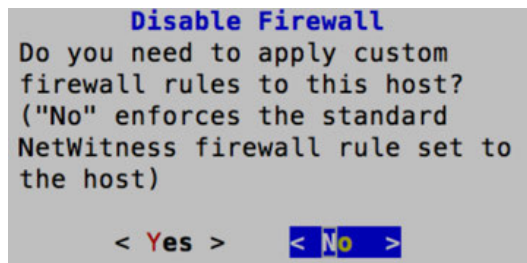 Disable Firewall
Do you need to apply custom
firewall rules to this host?
("No" enforces the standard
NetWitness firewall rule set to
the host)
< Yes > < No >